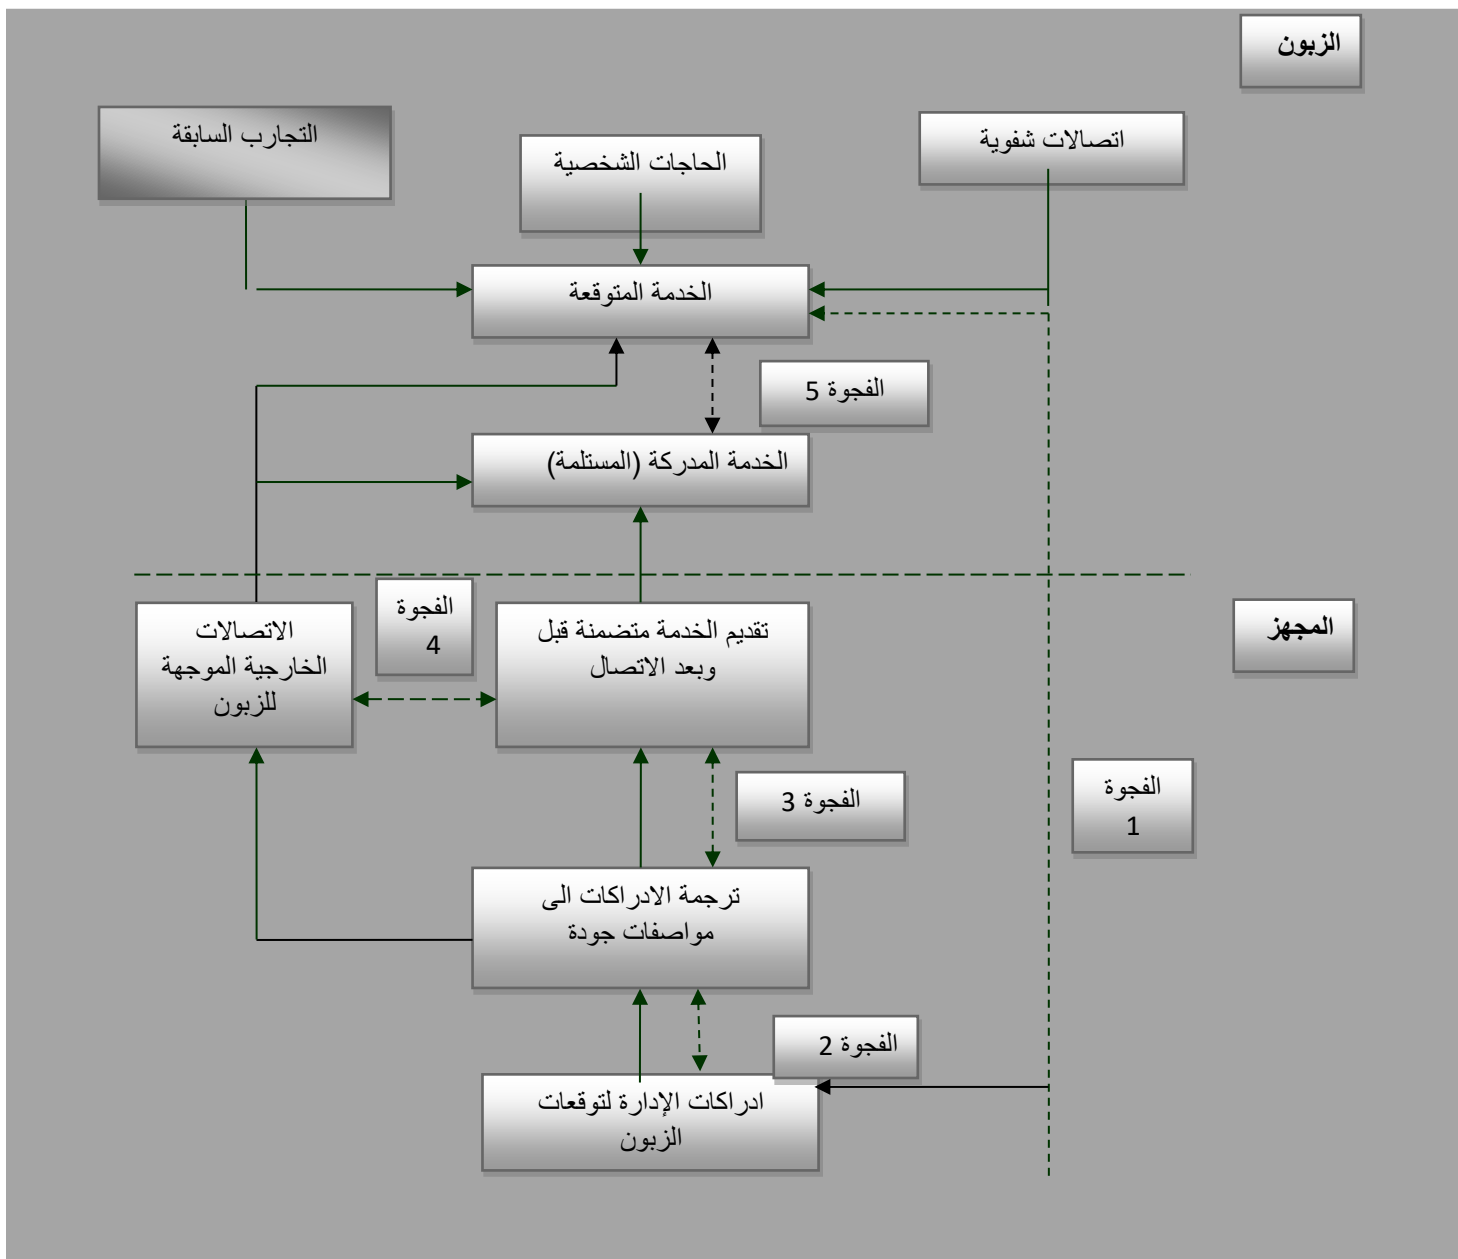 الزبون
اتصالات شفوية
الحاجات الشخصية
التجارب السابقة
الخدمة المتوقعة
الفجوة 5
الخدمة المدركة (المستلمة)
المجهز
تقديم الخدمة متضمنة قبل
وبعد الاتصال
الفجوة
4
الاتصالات
الخارجية الموجهة
للزبون
الفجوة
1
الفجوة 3
ترجمة الادراكات الى
مواصفات جودة
الفجوة 2
ادراكات الإدارة لتوقعات
الزبون